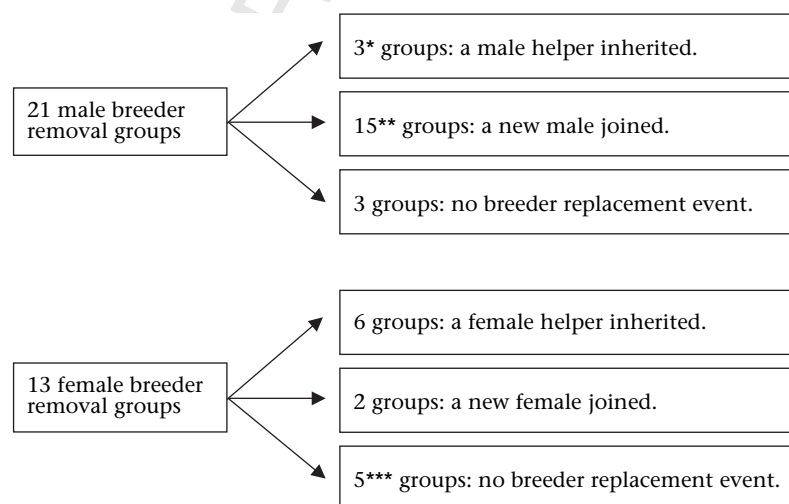 3* groups: a male helper inherited.
21 male breeder
removal groups
15** groups: a new male joined.
3 groups: no breeder replacement event.
6 groups: a female helper inherited.
13 female breeder
removal groups
2 groups: a new female joined.
5*** groups: no breeder replacement event.